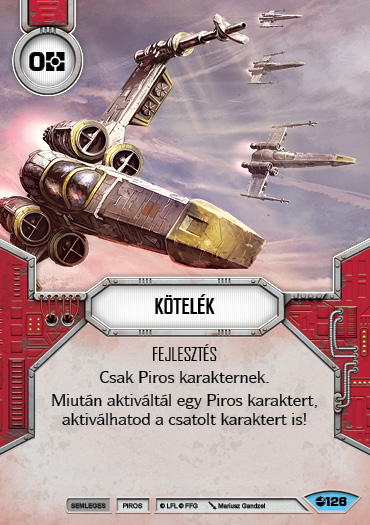 0
KÖTELÉK
FEJLESZTÉS
Csak Piros karakternek.
Miután aktiváltál egy Piros karaktert,
aktiválhatod a csatolt karaktert is!
SEMLEGES PIROS © LFL © FFG Mariusz Gandzel 126